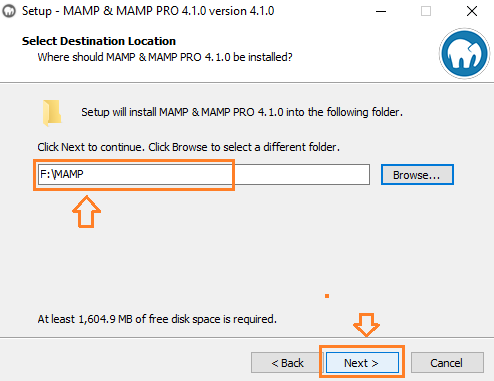 Setup - MAMP & MAMP PRO 4.1.0 version 4.1.0
Select Destination Location
Where should MAMP & MAMP PRO 4.1.0 be installed?
Setup will install MAMP & MAMP PRO 4.1.0 into the following folder.
Click Next to continue. Click Browse to select a different folder.
F:\MAMP
Browse...
At least 1,604.9 MB of free disk space is required.
< Back Next > Cancel